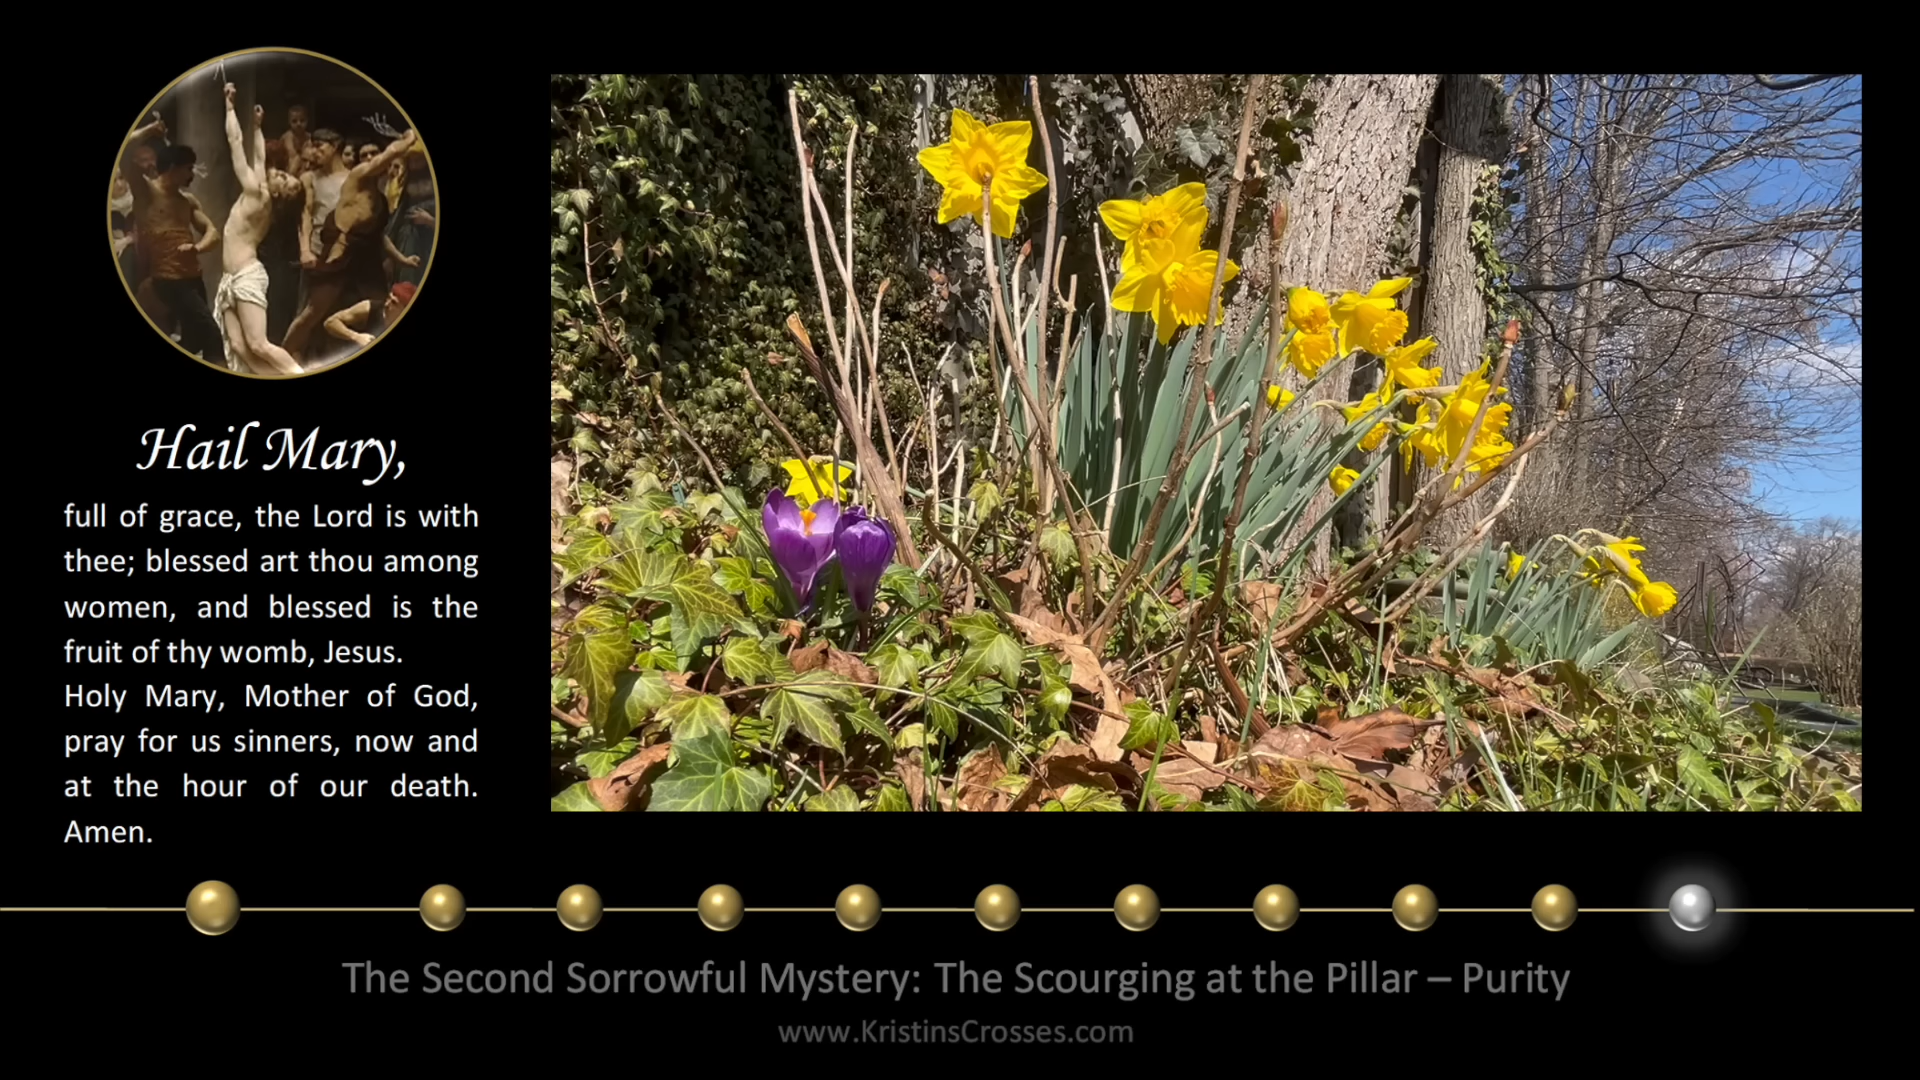 Hail Mary,
full of grace, the Lord is with
thee; blessed art thou among
women, and blessed is the
fruit of thy womb, Jesus.
Holy Mary, Mother of God,
pray for us sinners, now and
at the hour of our death.
Amen.
The Second Sorrowful Mystery: The Scourging at the Pillar – Purity
www.KristinsCrosses.com